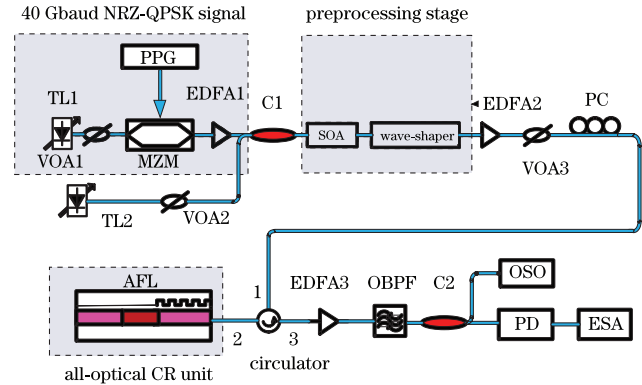 40 Gbaud NRZ-QPSK signal
preprocessing stage
PPG
TL1
EDFA1
C1
EDFA2
PC
SOA
wave-shaper
VOA1
MZM
VOA3
TL2
VOA2
AFL
1
EDFA3
OBPF
C2
OSO
2
3
PD
ESA
circulator
all-optical CR unit